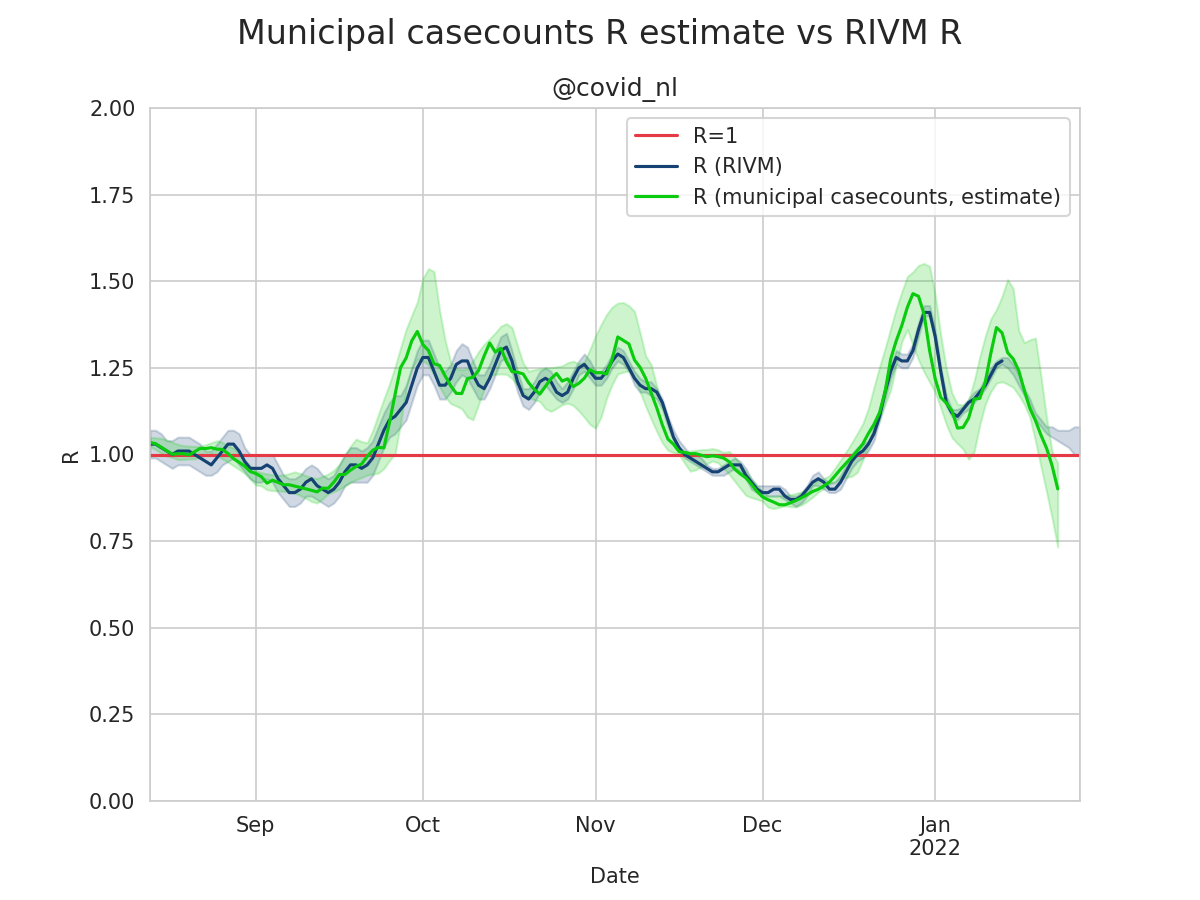 Municipal casecounts R estimate vs RIVM R
@covid_nl
R=1
R (RIVM)
R (municipal casecounts, estimate)
2.00
1.75
1.50
1.25
1.00
0.75
0.50
0.25
0.00
R
Sep Oct Nov Dec Jan
2022
Date